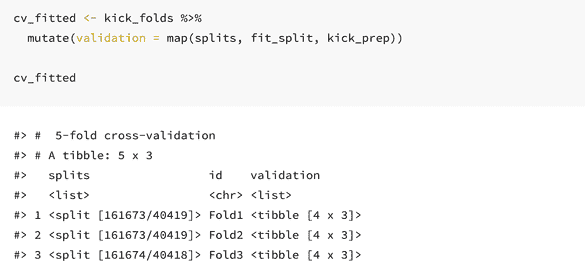 cv_fitted <- kick_folds %>%
  mutate(validation = map(splits, fit_split, kick_prep))
cv_fitted
#> #  5-fold cross-validation
#> # A tibble: 5 x 3
#>   splits                 id    validation
#>   <list>                 <chr> <list>
#> 1 <split [161673/40419]> Fold1 <tibble [4 x 3]>
#> 2 <split [161673/40419]> Fold2 <tibble [4 x 3]>
#> 3 <split [161674/40418]> Fold3 <tibble [4 x 3]>